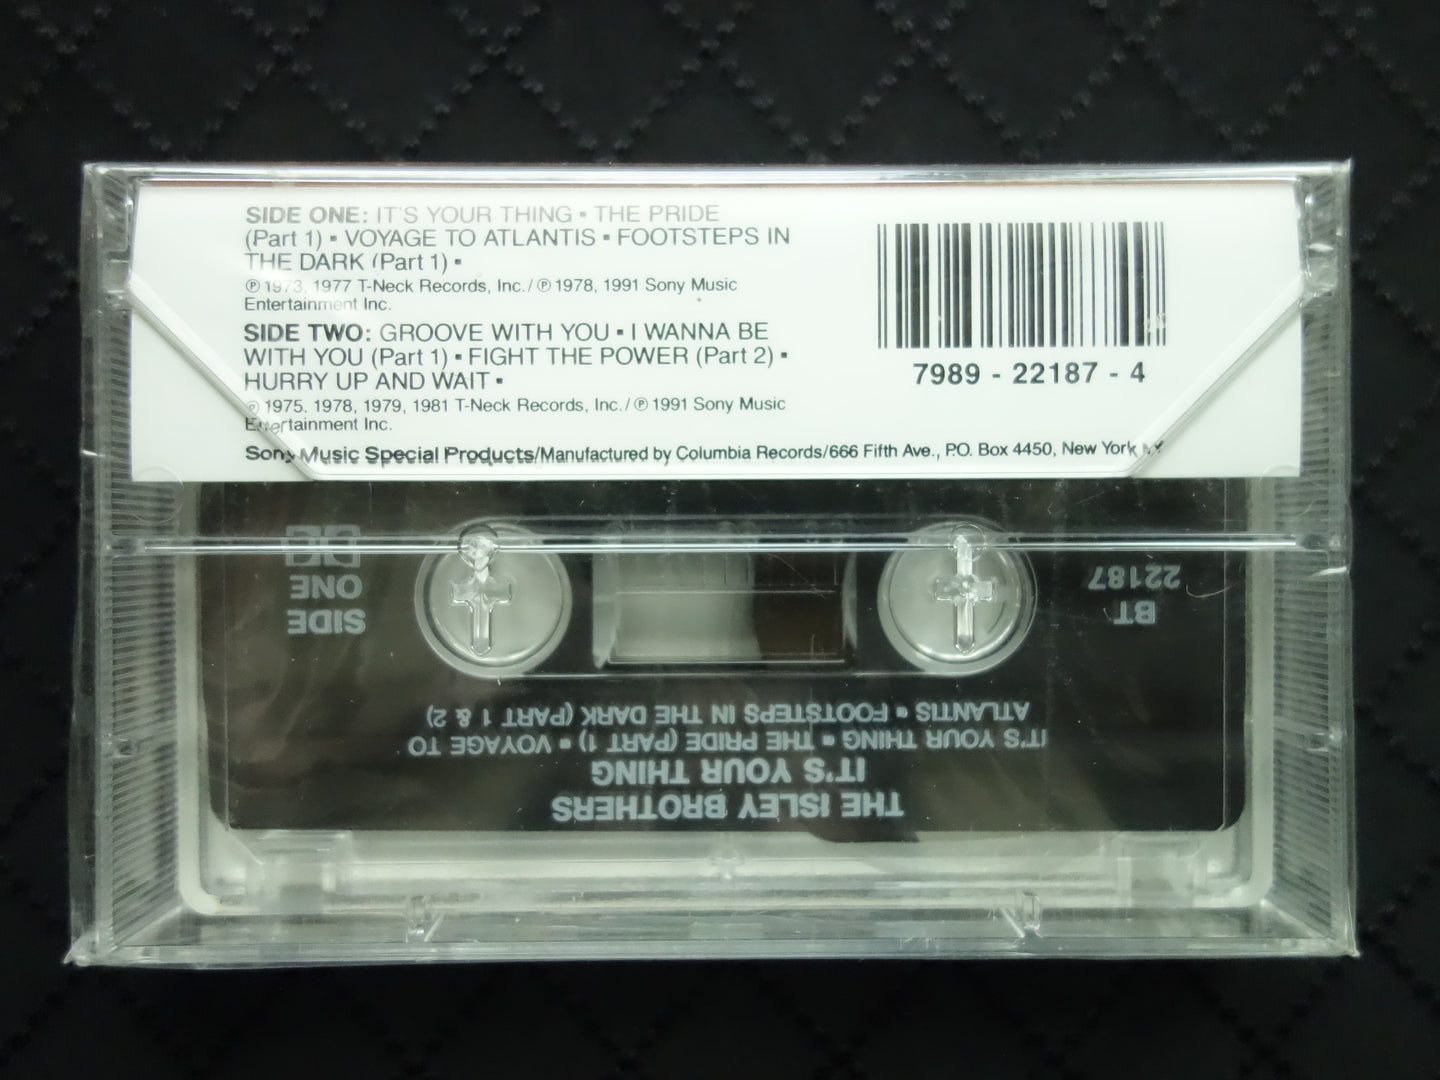 SIDE ONE: IT'S YOUR THING ▪ THE PRIDE
(Part 1) ▪ VOYAGE TO ATLANTIS ▪ FOOTSTEPS IN
THE DARK (Part 1) ▪
℗ 1973, 1977 T-Neck Records, Inc. / ℗ 1978, 1991 Sony Music
Entertainment Inc.
SIDE TWO: GROOVE WITH YOU ▪ I WANNA BE
WITH YOU (Part 1) ▪ FIGHT THE POWER (Part 2) ▪
HURRY UP AND WAIT ▪
℗ 1975, 1978, 1979, 1981 T-Neck Records, Inc. / ℗ 1991 Sony Music
Entertainment Inc.
Sony Music Special Products/Manufactured by Columbia Records/666 Fifth Ave., P.O. Box 4450, New York NY
7989 - 22187 - 4
THE ISLEY BROTHERS
IT'S YOUR THING
IT'S YOUR THING ▪ THE PRIDE (PART 1) ▪ VOYAGE TO
ATLANTIS ▪ FOOTSTEPS IN THE DARK (PART 1 & 2)
BT
22187
SIDE
ONE